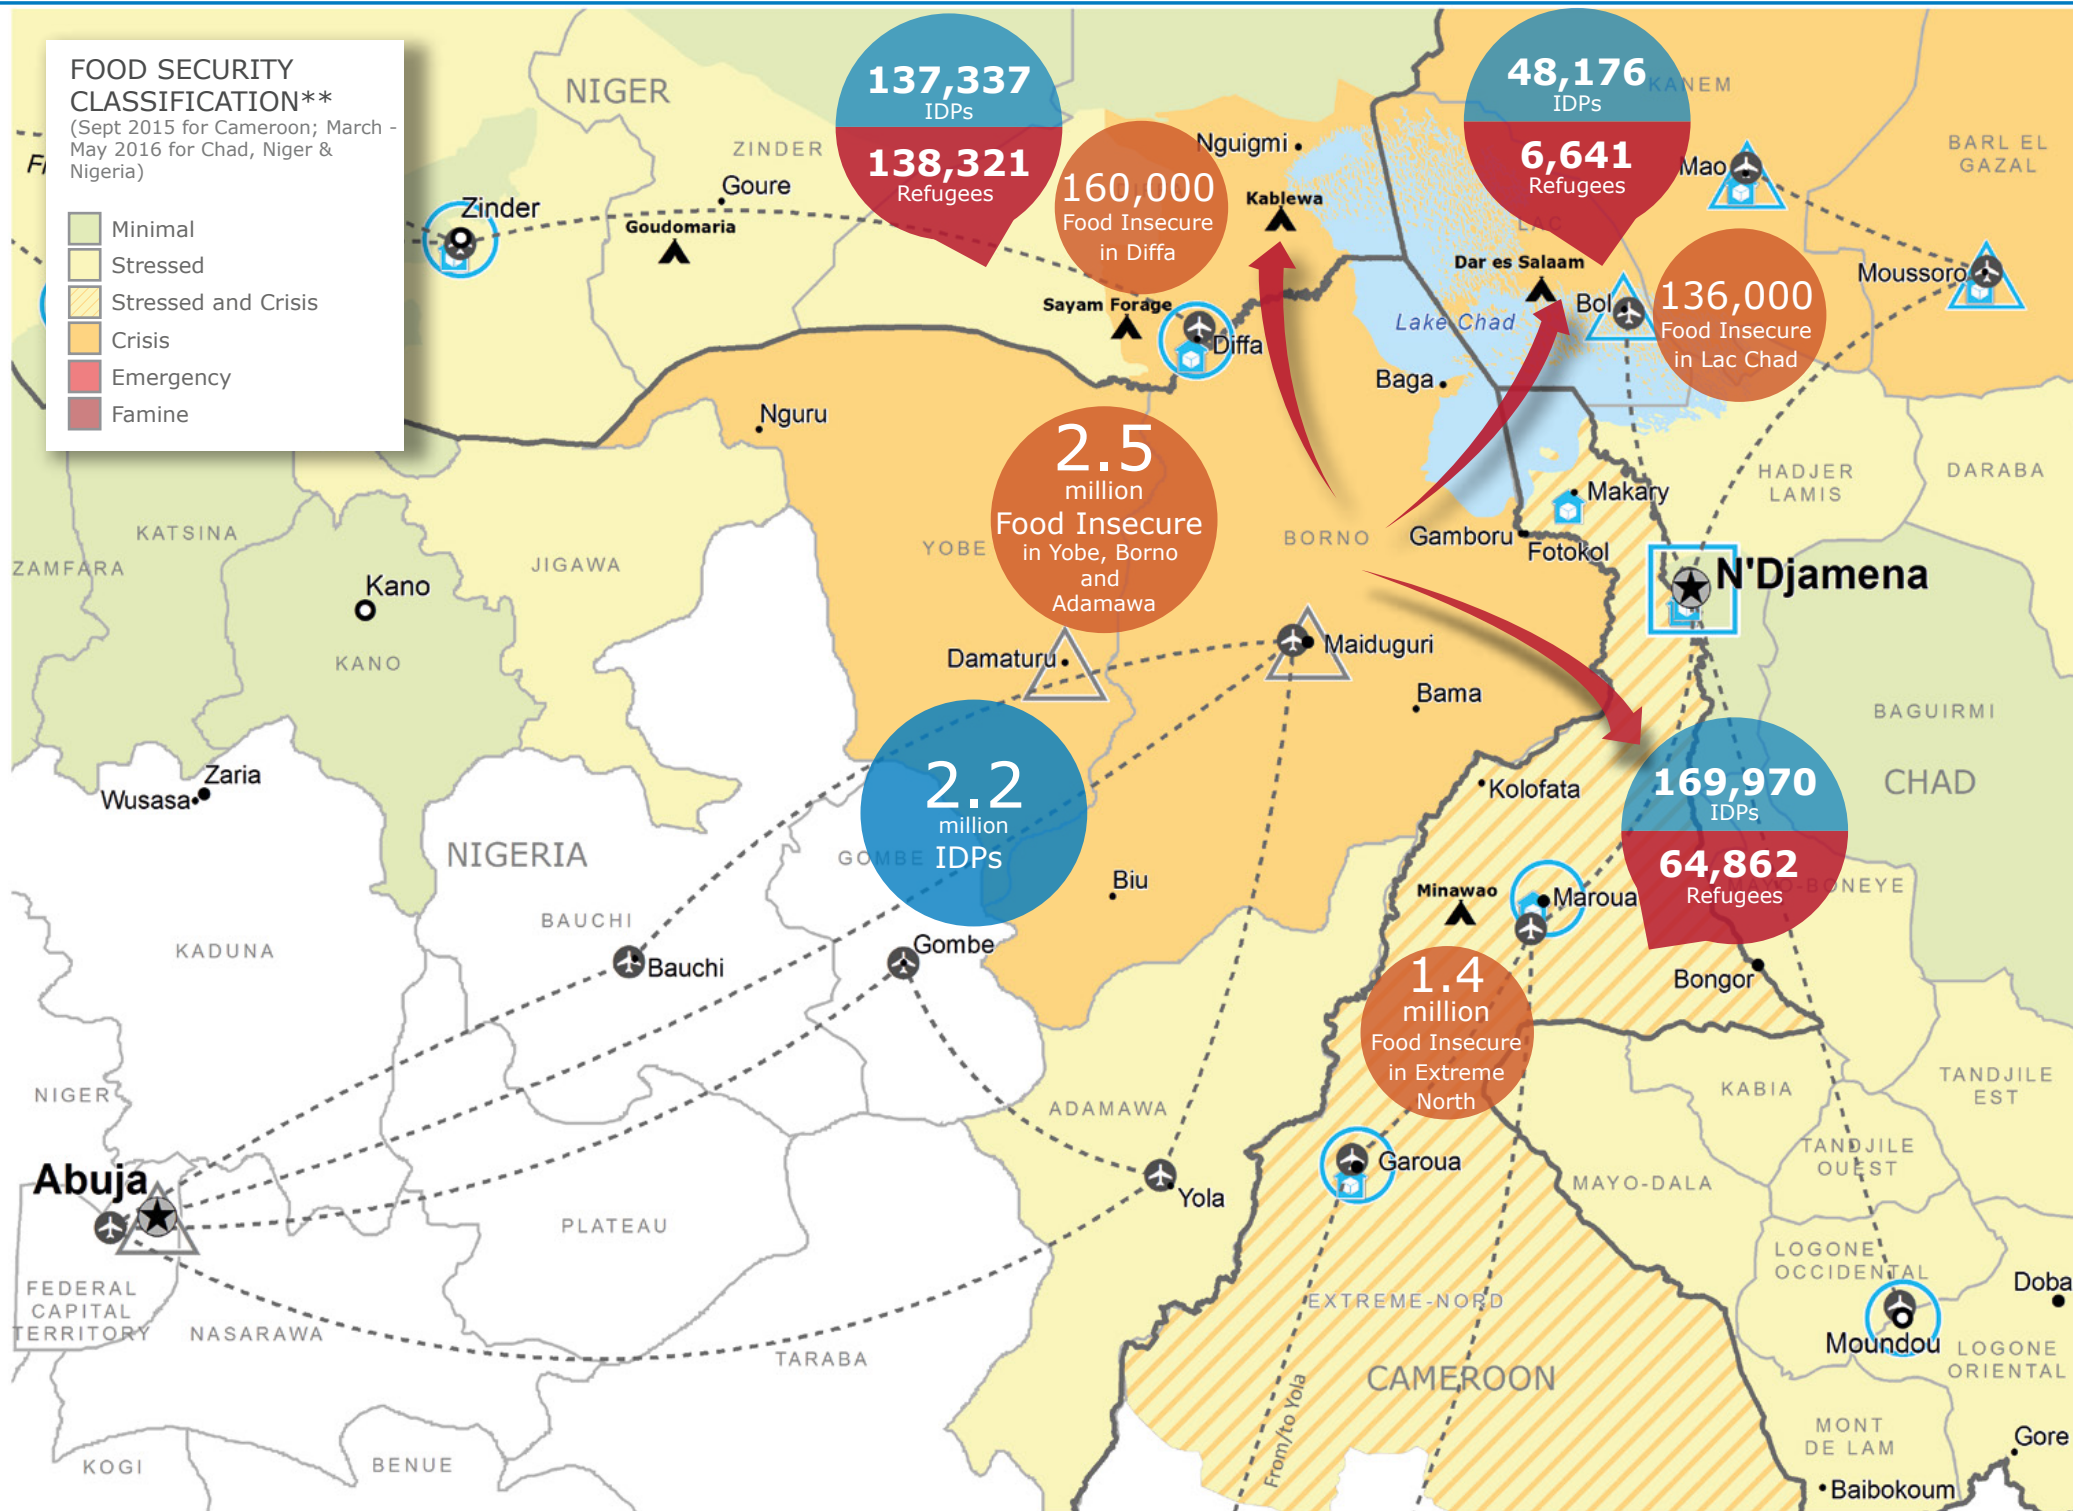 FOOD SECURITY
CLASSIFICATION**
(Sept 2015 for Cameroon; March -
May 2016 for Chad, Niger &
Nigeria)
Minimal
Stressed
Stressed and Crisis
Crisis
Emergency
Famine
NIGER
137,337
IDPs
138,321
Refugees
48,176
IDPs
6,641
Refugees
KANEM
BARL EL
GAZAL
ZINDER
Nguigmi
Mao
LAC
Goure
Zinder
Goudomaria
160,000
Food Insecure
in Diffa
Kablewa
Dar es Salaam
Moussoro
Sayam Forage
Bol
136,000
Food Insecure
in Lac Chad
Lake Chad
Diffa
Baga
Nguru
2.5
million
Food Insecure
in Yobe, Borno
and
Adamawa
HADJER
LAMIS
DARABA
Makary
KATSINA
ZAMFARA
JIGAWA
YOBE
BORNO
Gamboru
Fotokol
Kano
N'Djamena
KANO
Damaturu
Maiduguri
Bama
BAGUIRMI
Zaria
Wusasa
2.2
million
IDPs
Kolofata
169,970
IDPs
64,862
Refugees
CHAD
NIGERIA
GOMBE
Biu
Minawao
Maroua
MAYO-BONEYE
BAUCHI
KADUNA
Bauchi
Gombe
Bongor
1.4
million
Food Insecure
in Extreme
North
NIGER
ADAMAWA
KABIA
TANDJILE
EST
TANDJILE
OUEST
Abuja
Garoua
Yola
MAYO-DALA
PLATEAU
LOGONE
OCCIDENTAL
FEDERAL
CAPITAL
TERRITORY
NASARAWA
EXTREME-NORD
Doba
Moundou
LOGONE
ORIENTAL
TARABA
CAMEROON
From/to Yola
MONT
DE LAM
Gore
KOGI
BENUE
Baibokoum